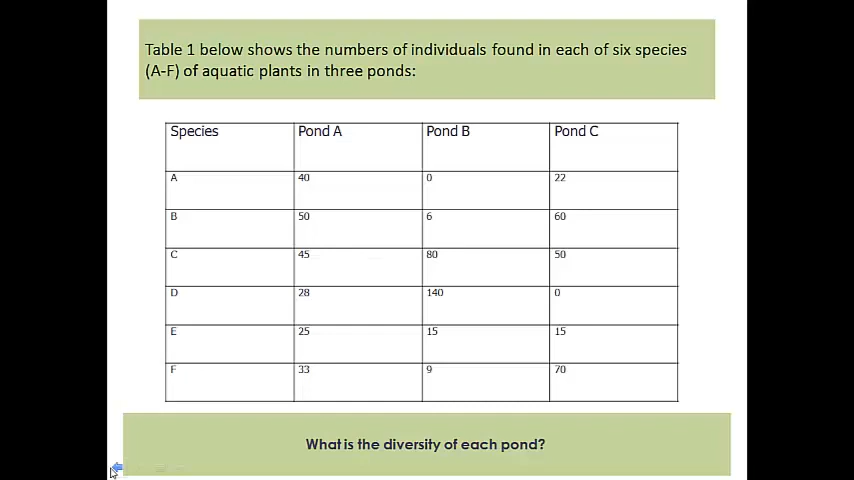 Table 1 below shows the numbers of individuals found in each of six species
(A-F) of aquatic plants in three ponds:
Species Pond A Pond B Pond C
A 40 0 22
B 50 6 60
C 45 80 50
D 28 140 0
E 25 15 15
F 33 9 70
What is the diversity of each pond?